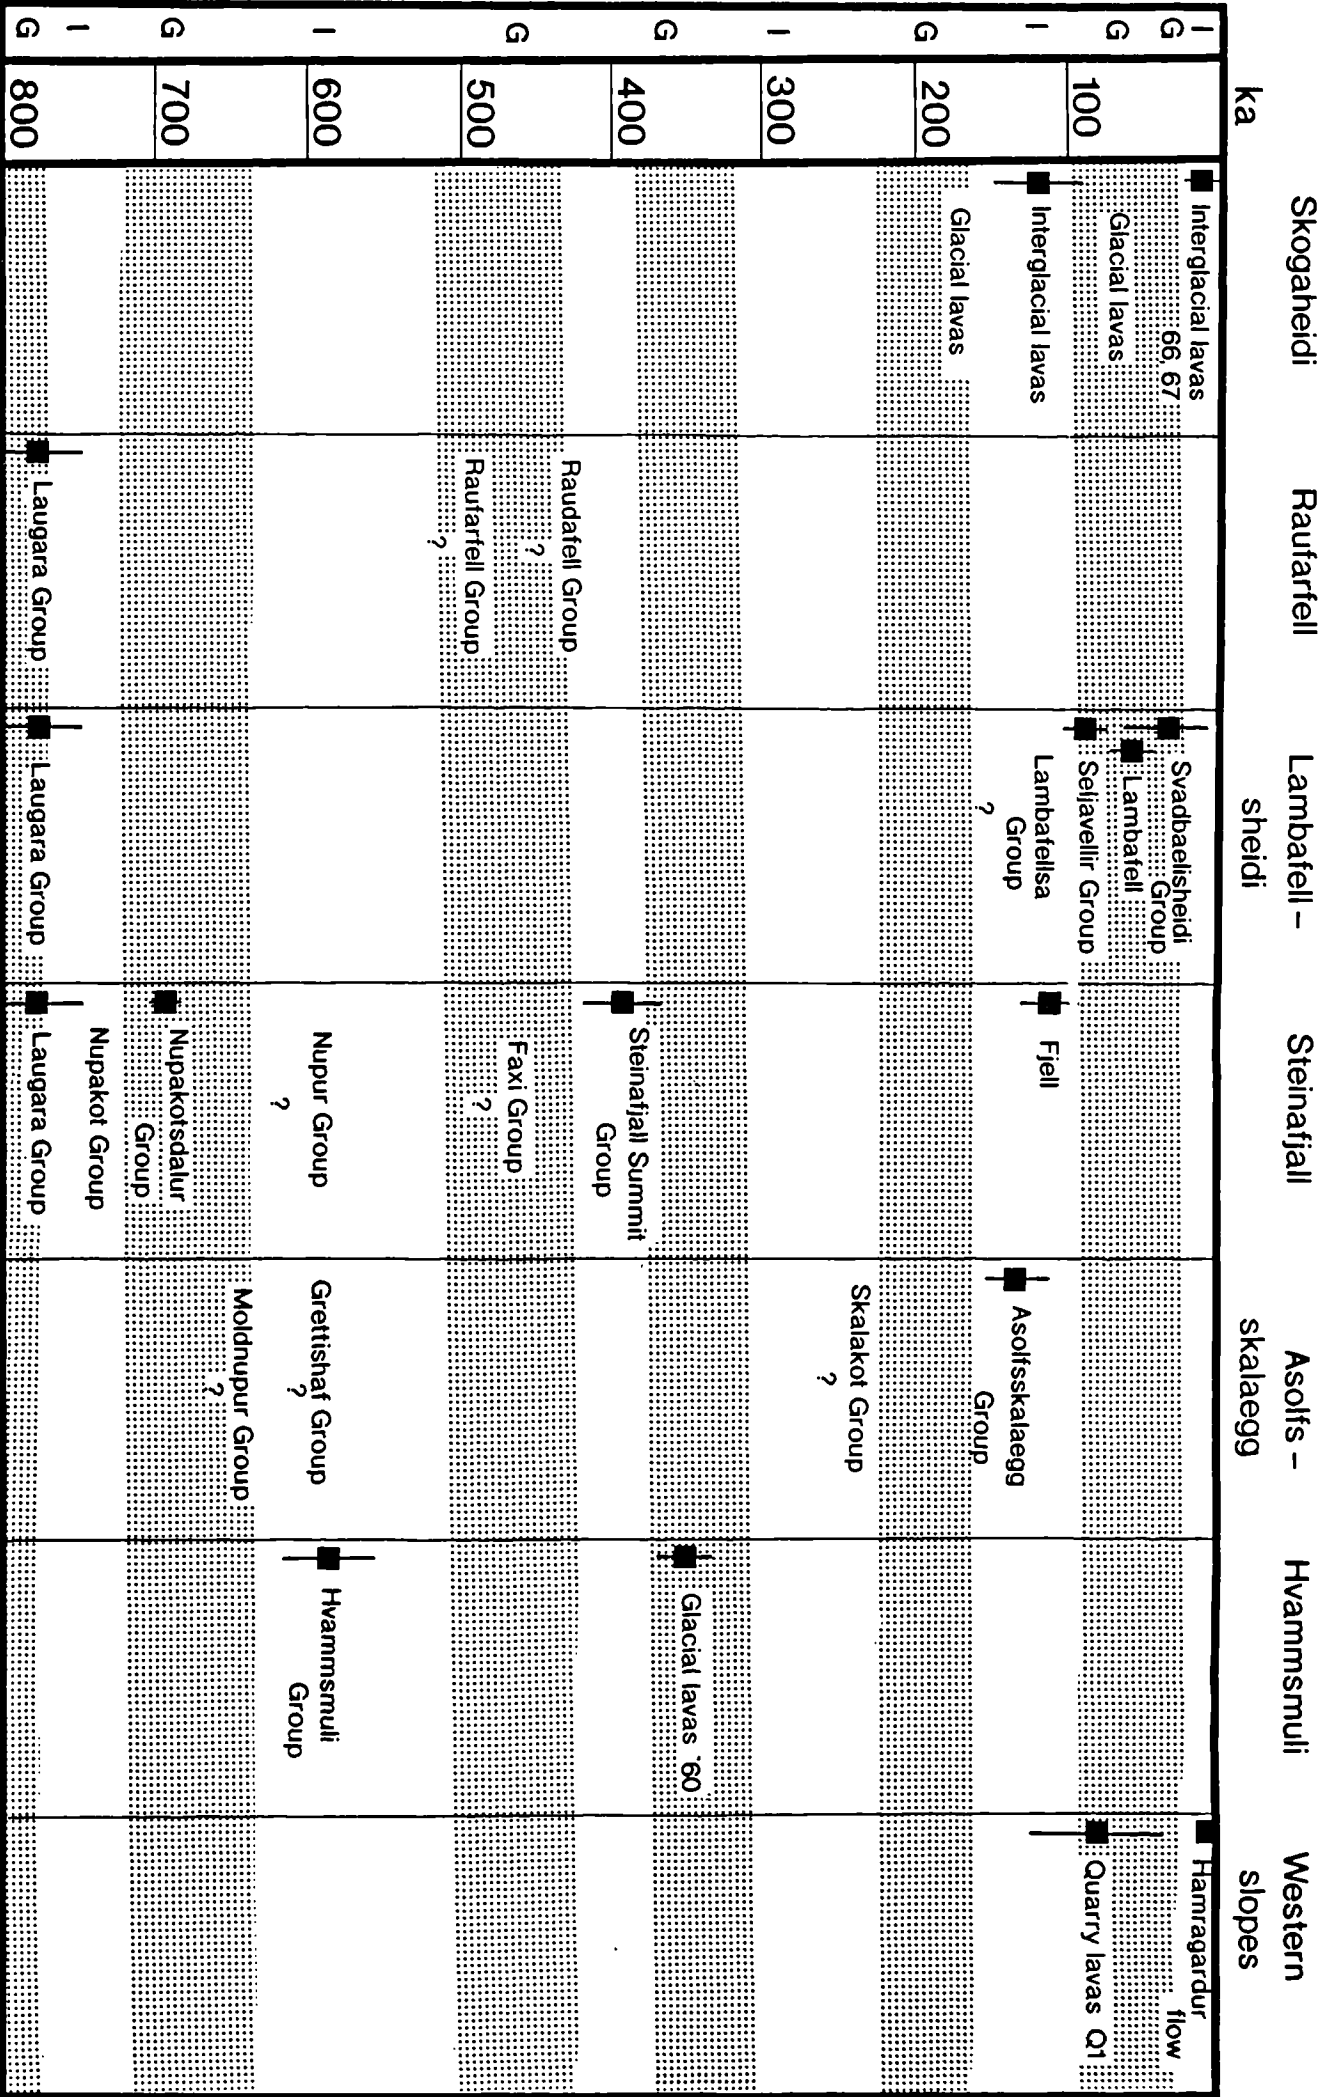 ka
Skogaheidi
Raufarfell
Lambafell –
sheidi
Steinafjall
Asolfs –
skalaegg
Hvammsmuli
Western
slopes
I
G
G
I
G
I
G
G
I
G
I
G
100
200
300
400
500
600
700
800
Interglacial lavas
66, 67
Glacial lavas
Interglacial lavas
Glacial lavas
Raudafell Group
?
Raufarfell Group
?
Laugara Group
Svadbaelisheidi
Group
Lambafell
Seljavellir Group
Lambafellsa
Group
?
Laugara Group
Fjell
Steinafjall Summit
Group
Faxi Group
?
Nupur Group
?
Nupakotsdalur
Group
Nupakot Group
Laugara Group
Asolfsskalaegg
Group
Skalakot Group
?
Grettishaf Group
?
Moldnupur Group
?
Glacial lavas '60
Hvammsmuli
Group
Hamragardur
flow
Quarry lavas Q1